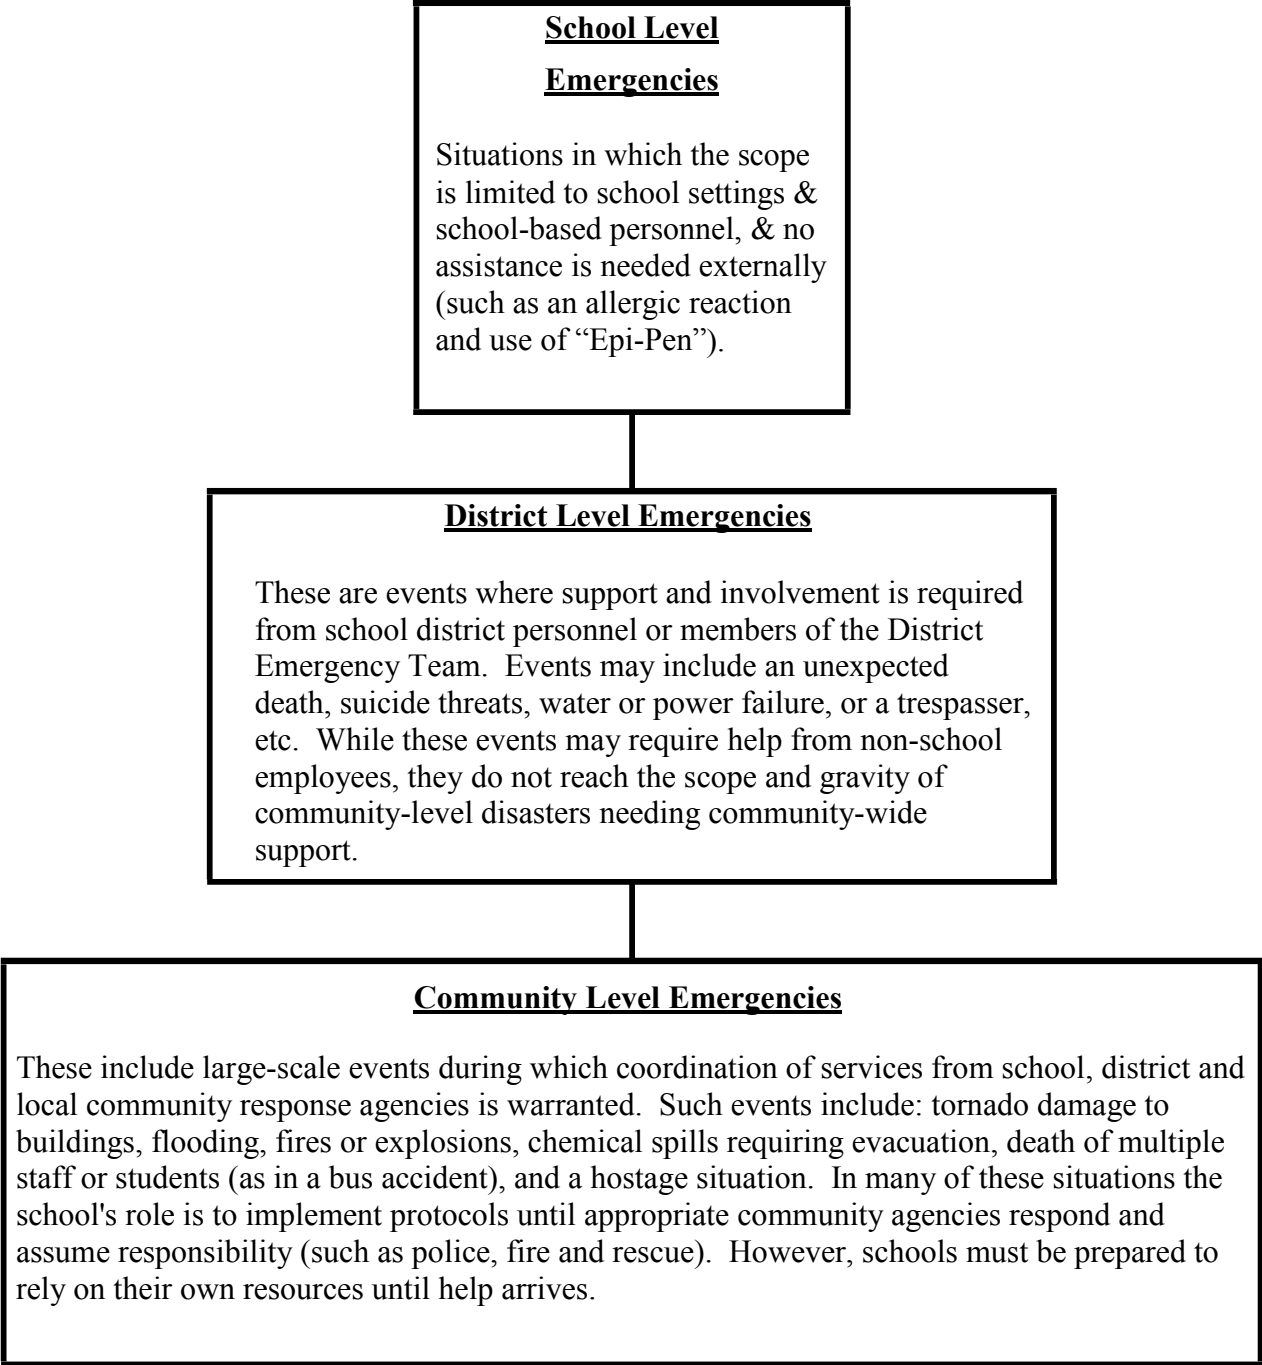 School Level
Emergencies
Situations in which the scope
is limited to school settings &
school-based personnel, & no
assistance is needed externally
(such as an allergic reaction
and use of “Epi-Pen”).
District Level Emergencies
These are events where support and involvement is required
from school district personnel or members of the District
Emergency Team.  Events may include an unexpected
death, suicide threats, water or power failure, or a trespasser,
etc.  While these events may require help from non-school
employees, they do not reach the scope and gravity of
community-level disasters needing community-wide
support.
Community Level Emergencies
These include large-scale events during which coordination of services from school, district and
local community response agencies is warranted.  Such events include: tornado damage to
buildings, flooding, fires or explosions, chemical spills requiring evacuation, death of multiple
staff or students (as in a bus accident), and a hostage situation.  In many of these situations the
school's role is to implement protocols until appropriate community agencies respond and
assume responsibility (such as police, fire and rescue).  However, schools must be prepared to
rely on their own resources until help arrives.